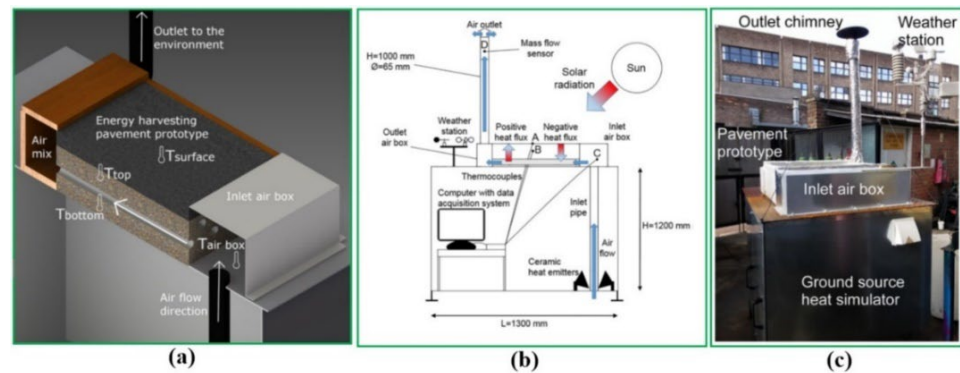 Outlet to the
environment
Energy harvesting
pavement prototype
Air
mix
Tsurface
Ttop
Tbottom
Inlet air box
Tair box
Air flow
direction
(a)
Air outlet
D
Mass flow
sensor
H=1000 mm
Ø=65 mm
Solar
radiation
Sun
Weather
station
Outlet
air box
Positive
heat flux
A
B
Negative
heat flux
Inlet
air box
C
Thermocouples
Computer with data
acquisition system
Inlet
pipe
H=1200 mm
Air
flow
Ceramic
heat emitters
L=1300 mm
(b)
Outlet chimney
Weather
station
Pavement
prototype
Inlet air box
Ground source
heat simulator
(c)